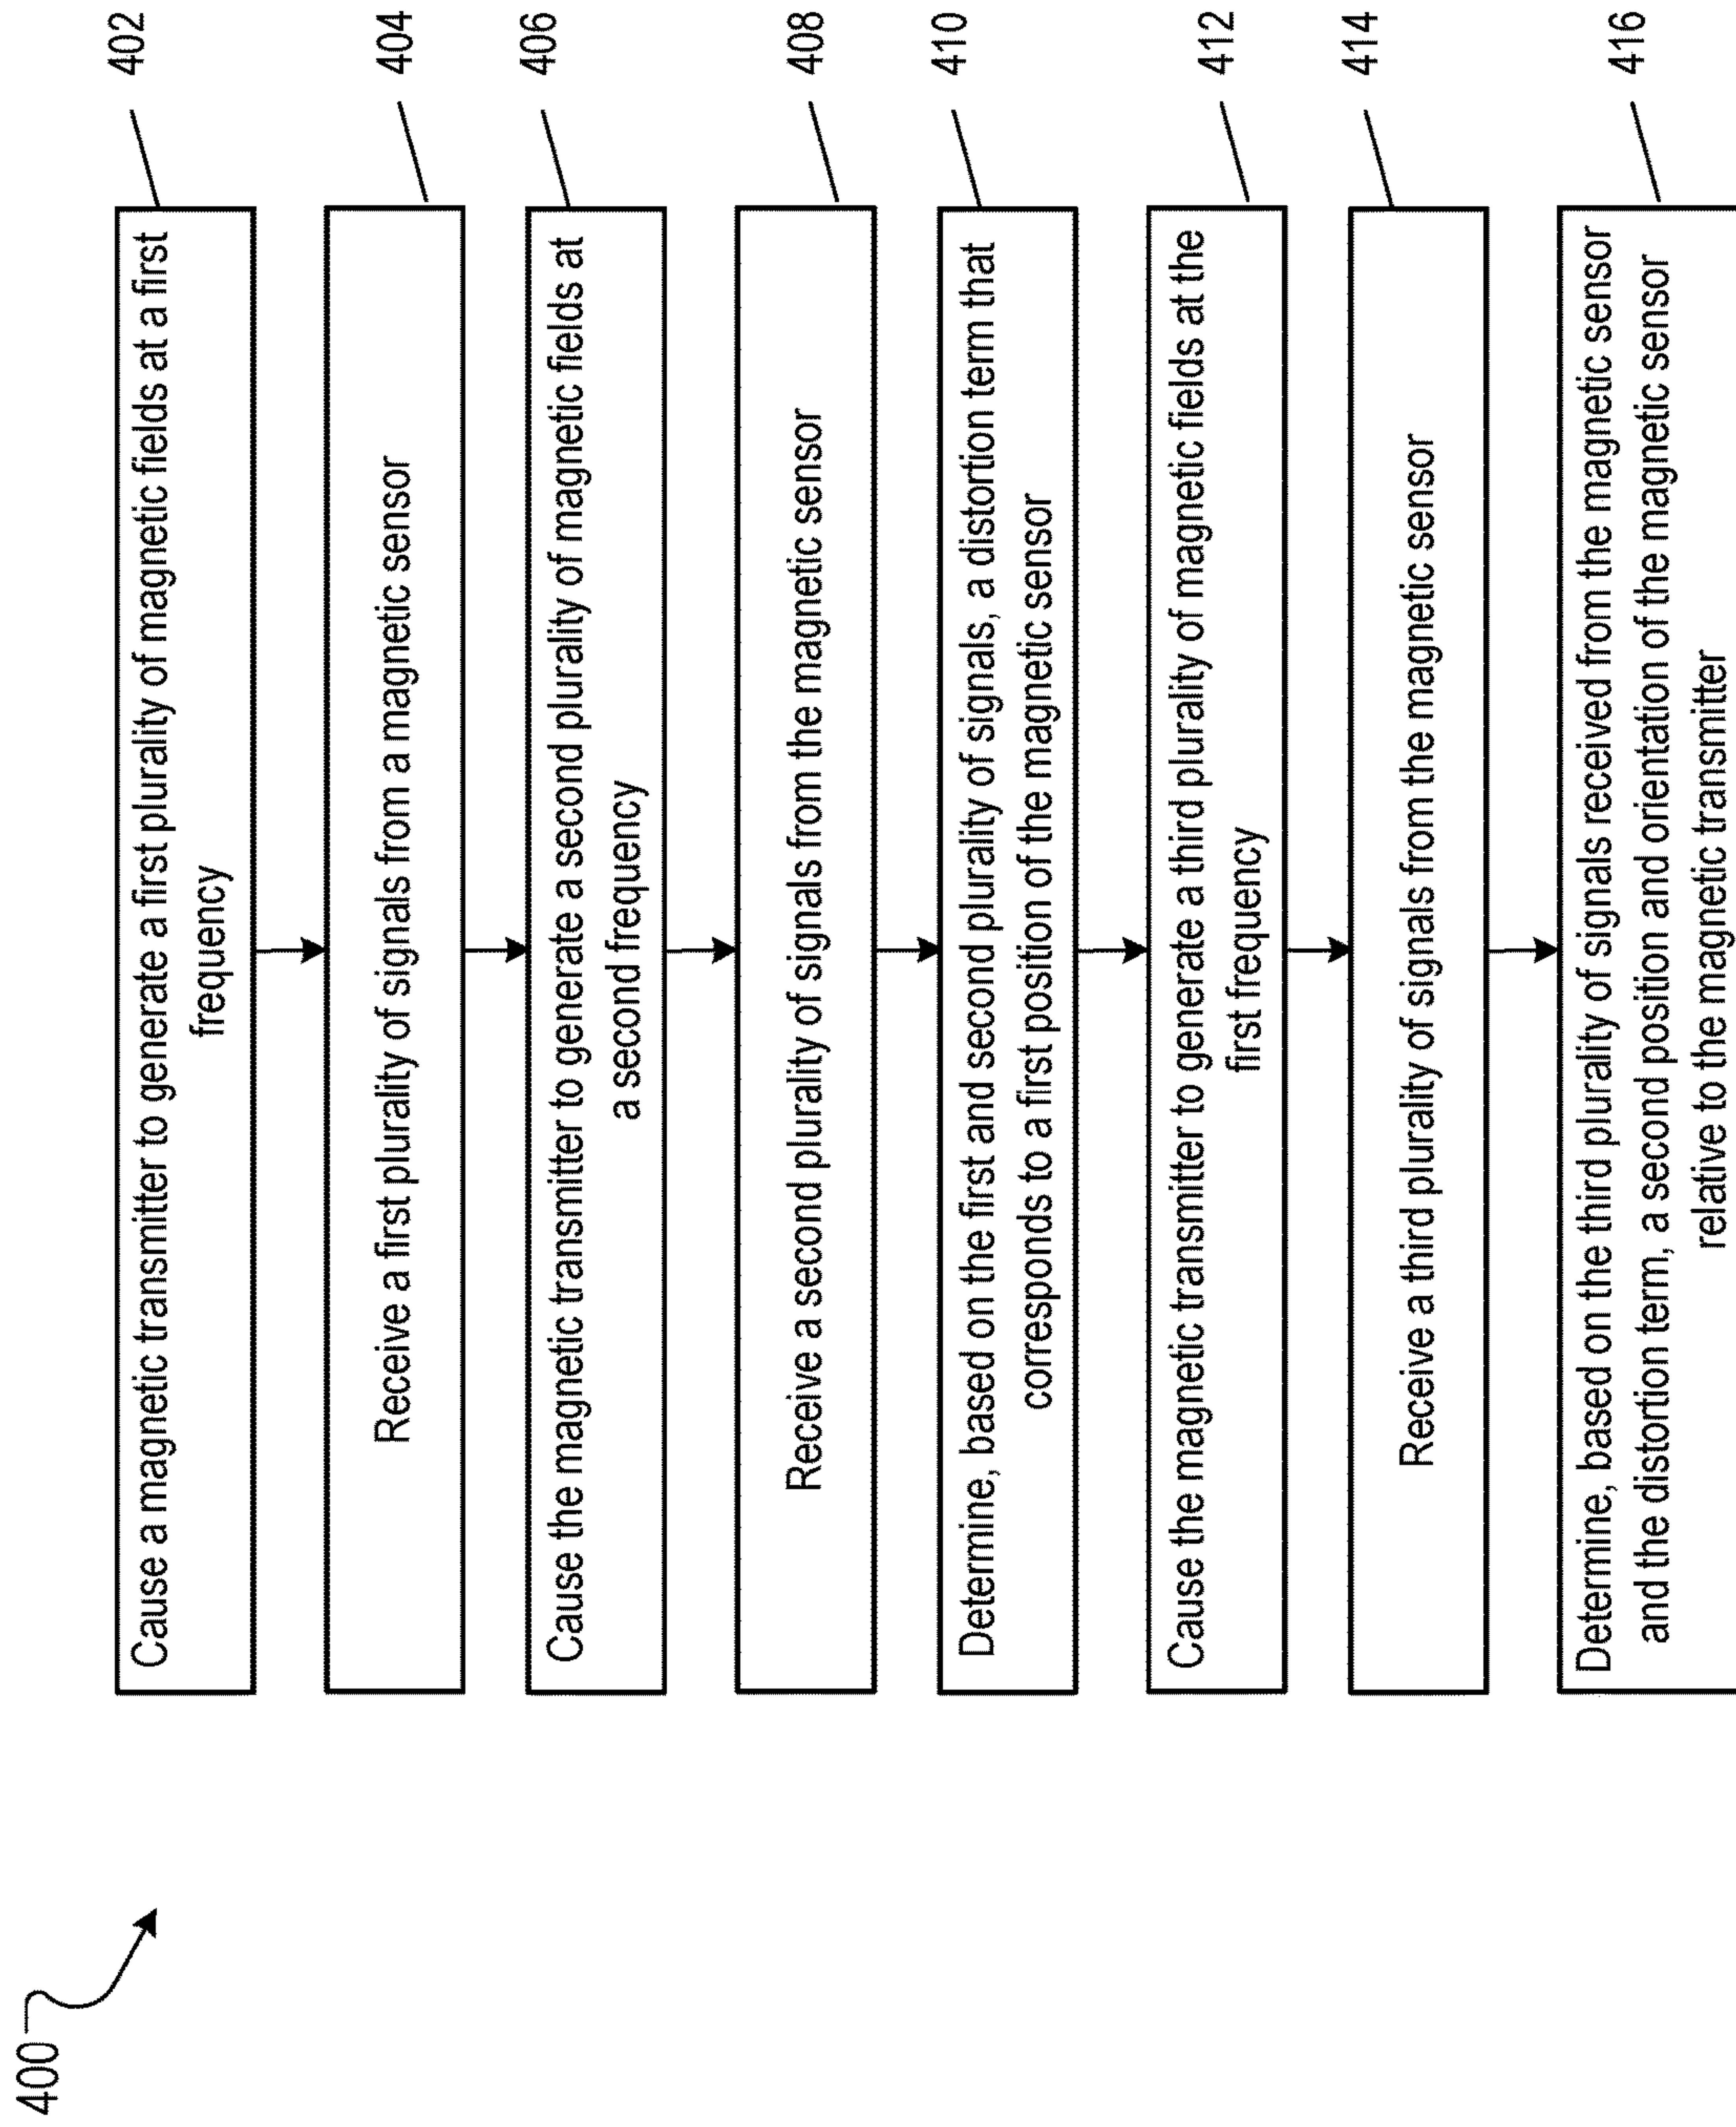 400
Cause a magnetic transmitter to generate a first plurality of magnetic fields at a first
frequency
402
Receive a first plurality of signals from a magnetic sensor
404
Cause the magnetic transmitter to generate a second plurality of magnetic fields at
a second frequency
406
Receive a second plurality of signals from the magnetic sensor
408
Determine, based on the first and second plurality of signals, a distortion term that
corresponds to a first position of the magnetic sensor
410
Cause the magnetic transmitter to generate a third plurality of magnetic fields at the
first frequency
412
Receive a third plurality of signals from the magnetic sensor
414
Determine, based on the third plurality of signals received from the magnetic sensor
and the distortion term, a second position and orientation of the magnetic sensor
relative to the magnetic transmitter
416